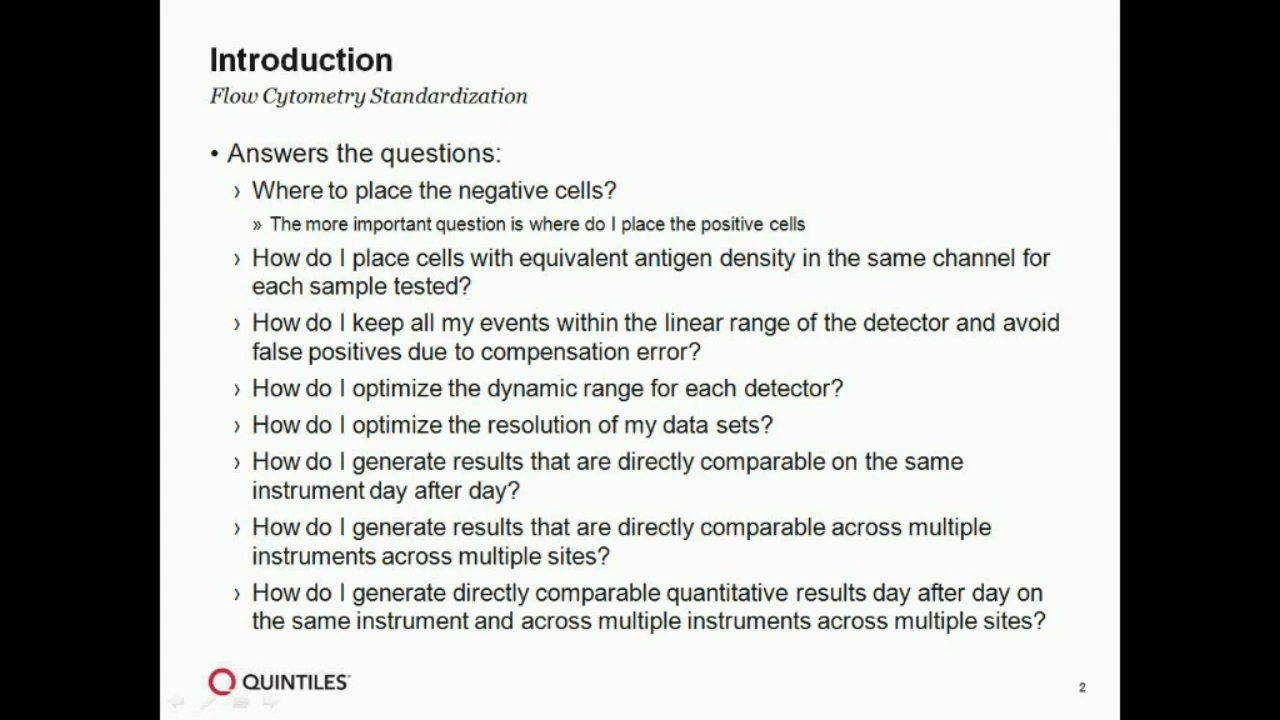 Introduction
Flow Cytometry Standardization
• Answers the questions:
› Where to place the negative cells?
» The more important question is where do I place the positive cells
› How do I place cells with equivalent antigen density in the same channel for
each sample tested?
› How do I keep all my events within the linear range of the detector and avoid
false positives due to compensation error?
› How do I optimize the dynamic range for each detector?
› How do I optimize the resolution of my data sets?
› How do I generate results that are directly comparable on the same
instrument day after day?
› How do I generate results that are directly comparable across multiple
instruments across multiple sites?
› How do I generate directly comparable quantitative results day after day on
the same instrument and across multiple instruments across multiple sites?
QUINTILES
2